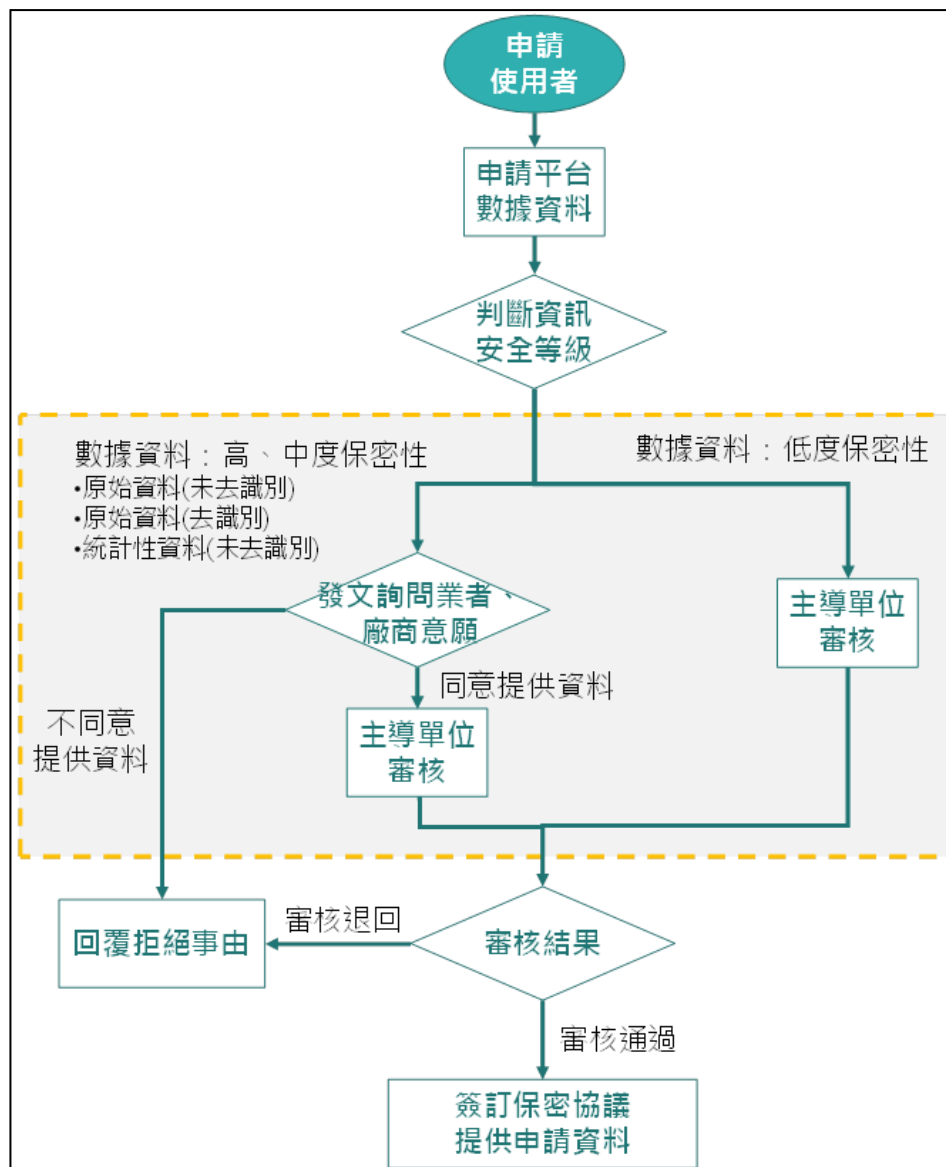 申請
使用者
申請平台
數據資料
判斷資訊
安全等級
數據資料：高、中度保密性
•原始資料(未去識別)
•原始資料(去識別)
•統計性資料(未去識別)
數據資料：低度保密性
發文詢問業者、
廠商意願
主導單位
審核
同意提供資料
不同意
提供資料
主導單位
審核
回覆拒絕事由
審核退回
審核結果
審核通過
簽訂保密協議
提供申請資料